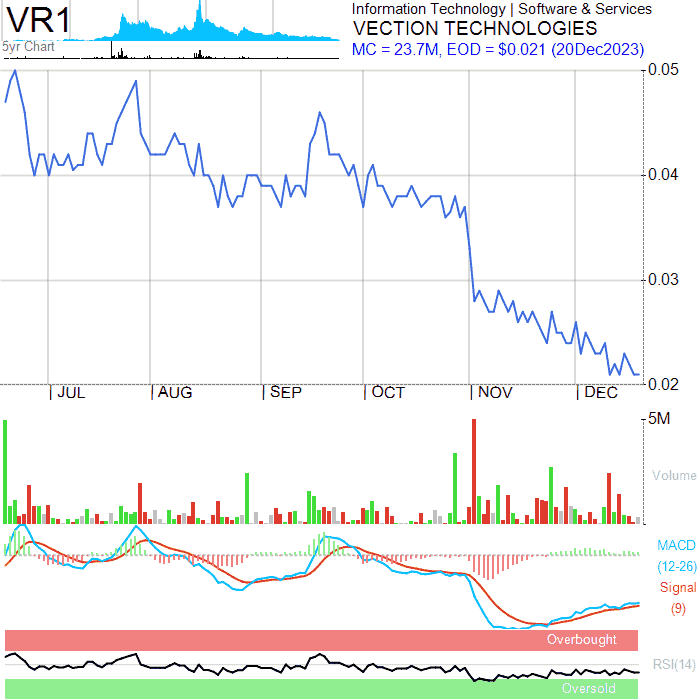 VR1
5yr Chart
Information Technology | Software & Services
VECTION TECHNOLOGIES
MC = 23.7M, EOD = $0.021 (20Dec2023)
0.05
0.04
0.03
0.02
| JUL | AUG | SEP | OCT | NOV | DEC
5M
Volume
MACD
(12-26)
Signal
(9)
Overbought
RSI(14)
Oversold